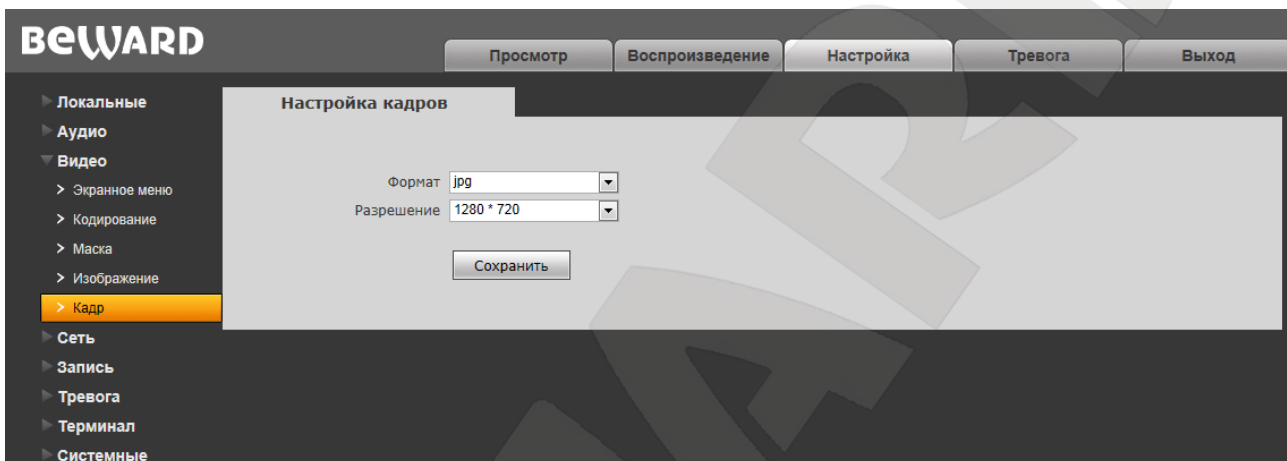 BEWARD
Просмотр Воспроизведение Настройка Тревога Выход
Локальные
Аудио
Видео
> Экранное меню
> Кодирование
> Маска
> Изображение
> Кадр
Сеть
Запись
Тревога
Терминал
Системные
Настройка кадров
Формат jpg
Разрешение 1280 * 720
Сохранить